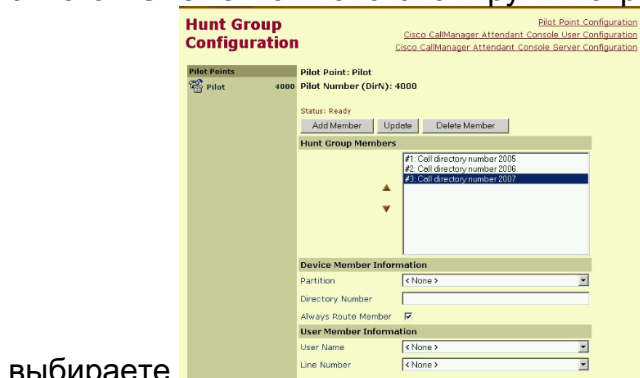 Hunt Group
Configuration
Pilot Point Configuration
Cisco CallManager Attendant Console User Configuration
Cisco CallManager Attendant Console Server Configuration
Pilot Points
Pilot 4000
Pilot Point: Pilot
Pilot Number (DirN): 4000
Status: Ready
Add Member Update Delete Member
Hunt Group Members
#1: Call directory number 2005
#2: Call directory number 2006
#3: Call directory number 2007
Device Member Information
Partition < None >
Directory Number
Always Route Member
User Member Information
User Name < None >
Line Number < None >
выбираете